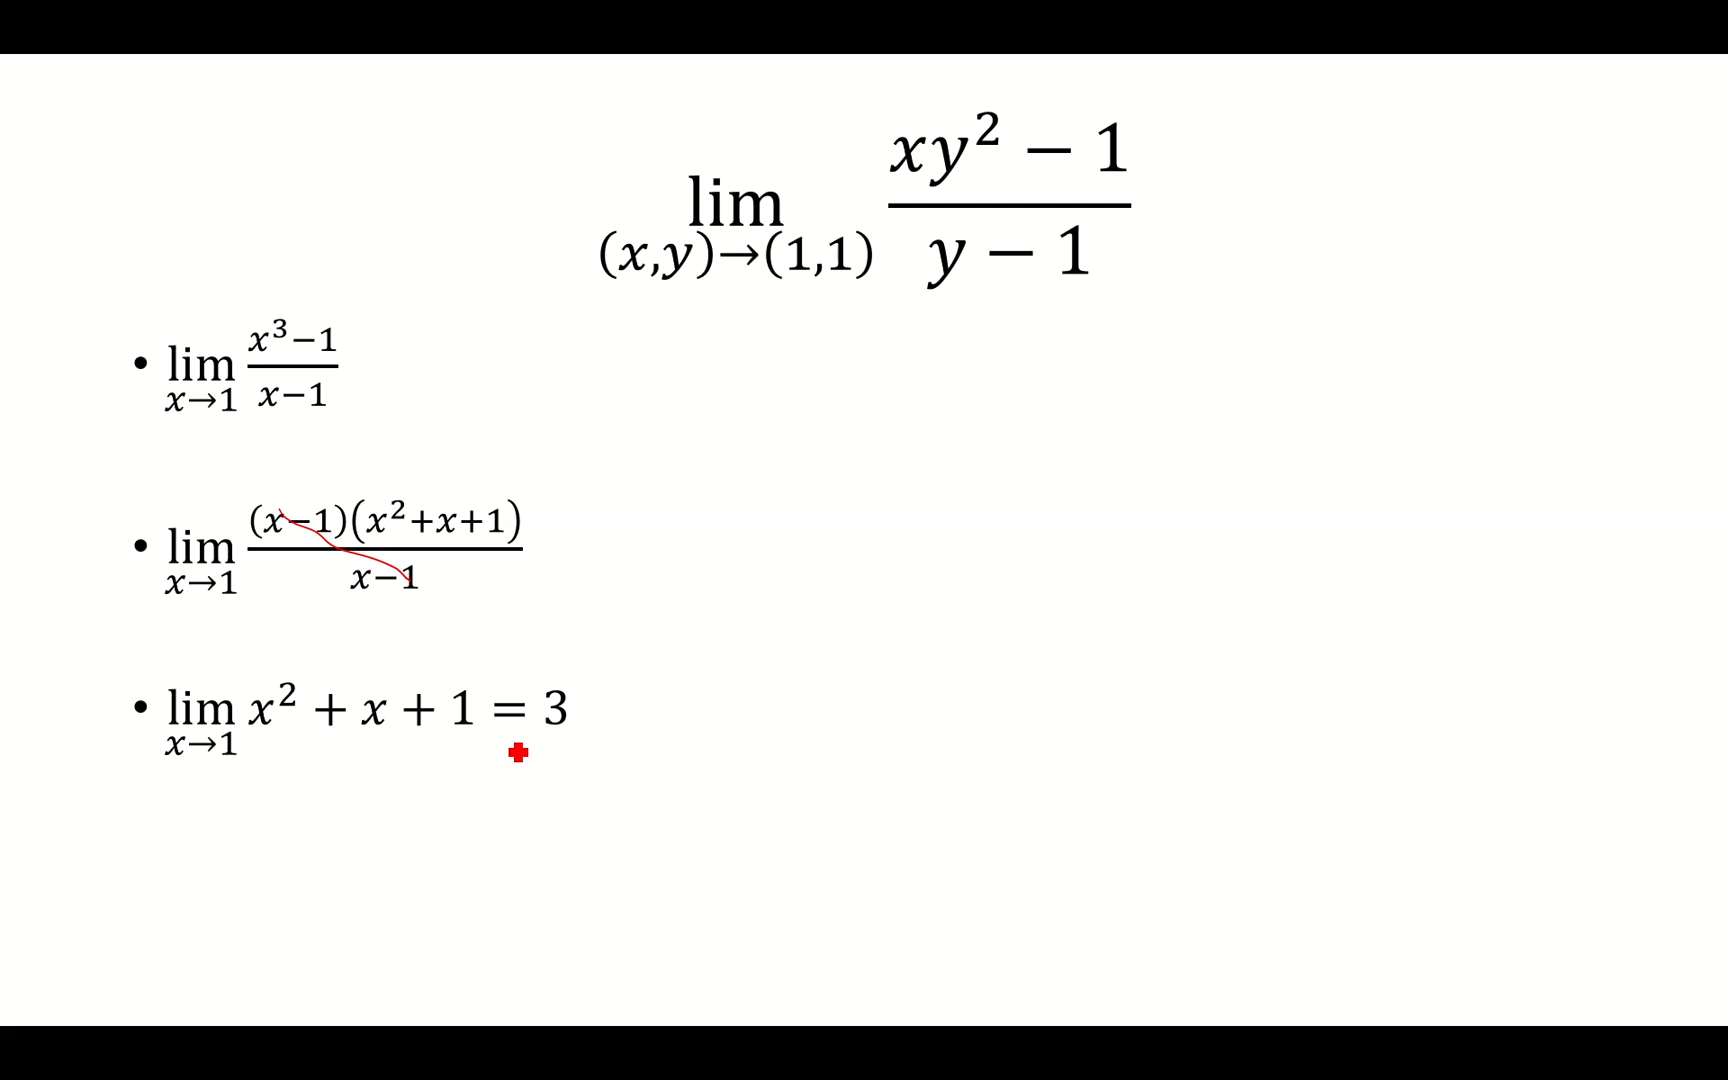 lim (x,y)→(1,1) xy² − 1 / y − 1
• lim x→1 x³−1 / x−1
• lim x→1 (x−1)(x²+x+1) / x−1
• lim x→1 x² + x + 1 = 3